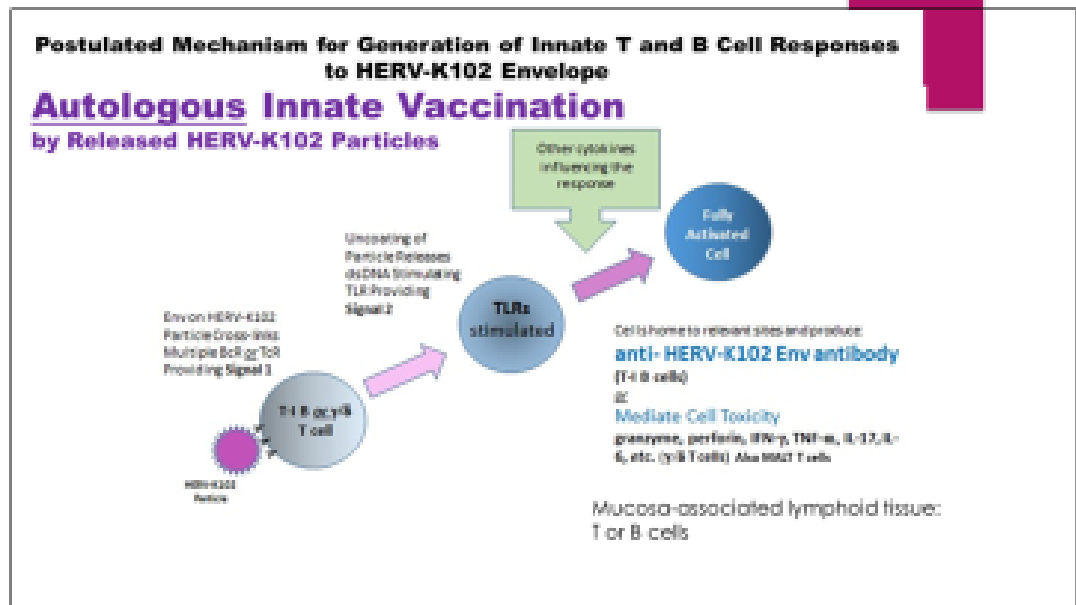 Postulated Mechanism for Generation of Innate T and B Cell Responses
to HERV-K102 Envelope
Autologous Innate Vaccination
by Released HERV-K102 Particles
Other cytokines
influencing the
response
Fully
Activated
Cell
Uncoating of
Particle Releases
dsDNA Stimulating
TLR Providing
Signal 2
TLRs
stimulated
Env on HERV-K102
Particle Cross-links
Multiple BcR or TcR
Providing Signal 1
T-I B or γδ
T cell
HERV-K102
Particle
Cells home to relevant sites and produce
anti- HERV-K102 Env antibody
(T-I B cells)
or
Mediate Cell Toxicity
granzyme, perforin, IFN-γ, TNF-α, IL-17, IL-
6, etc. (γδ T cells) Also MALT T cells
Mucosa-associated lymphoid tissue:
T or B cells